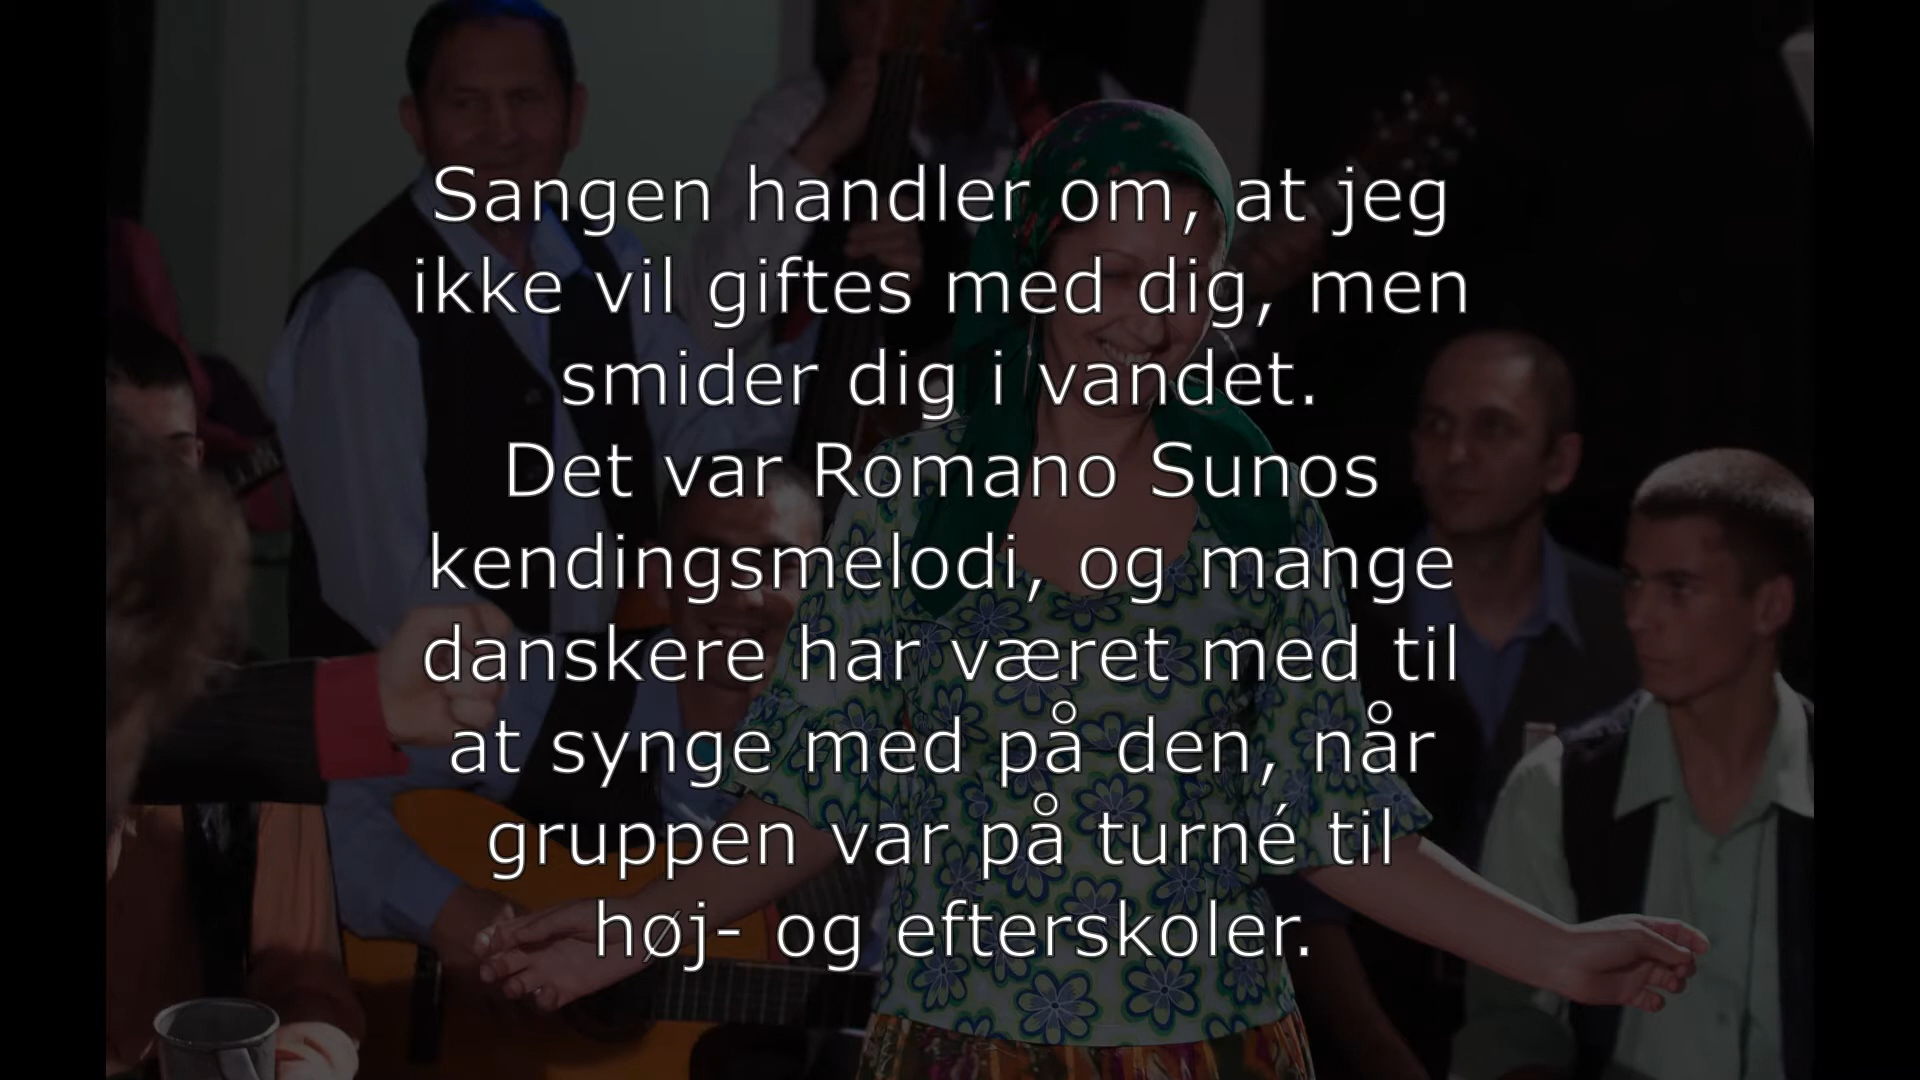 Sangen handler om, at jeg
ikke vil giftes med dig, men
smider dig i vandet.
Det var Romano Sunos
kendingsmelodi, og mange
danskere har været med til
at synge med på den, når
gruppen var på turné til
høj- og efterskoler.